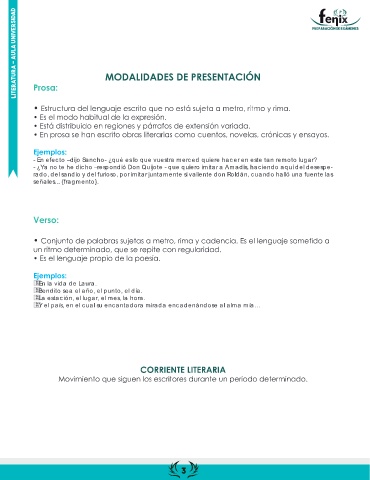 LITERATURA - AULA UNIVERSIDAD
fenix
PREPARACIÓN DE EXÁMENES
MODALIDADES DE PRESENTACIÓN
Prosa:
• Estructura del lenguaje escrito que no está sujeta a metro, ritmo y rima.
• Es el modo habitual de la expresión.
• Está distribuido en regiones y párrafos de extensión variada.
• En prosa se han escrito obras literarias como cuentos, novelas, crónicas y ensayos.
Ejemplos:
- En efecto –dijo Sancho- ¿qué es lo que vuestra merced quiere hacer en este tan remoto lugar?
- ¿Ya no te he dicho –respondió Don Quijote - que quiero imitar a Amadís, haciendo aquí del desespe-
rado, del sandio y del furioso, por imitar juntamente si valiente don Roldán, cuando halló una fuente las
señales... (fragmento).
Verso:
• Conjunto de palabras sujetas a metro, rima y cadencia. Es el lenguaje sometido a
un ritmo determinado, que se repite con regularidad.
• Es el lenguaje propio de la poesía.
Ejemplos:
En la vida de Laura
Bendito sea el año, el punto, el día.
La estación, el lugar, el mes, la hora.
Y el país, en el cual su encantadora mirada encadenándose al alma mía…
CORRIENTE LITERARIA
Movimiento que siguen los escritores durante un periodo determinado.
3